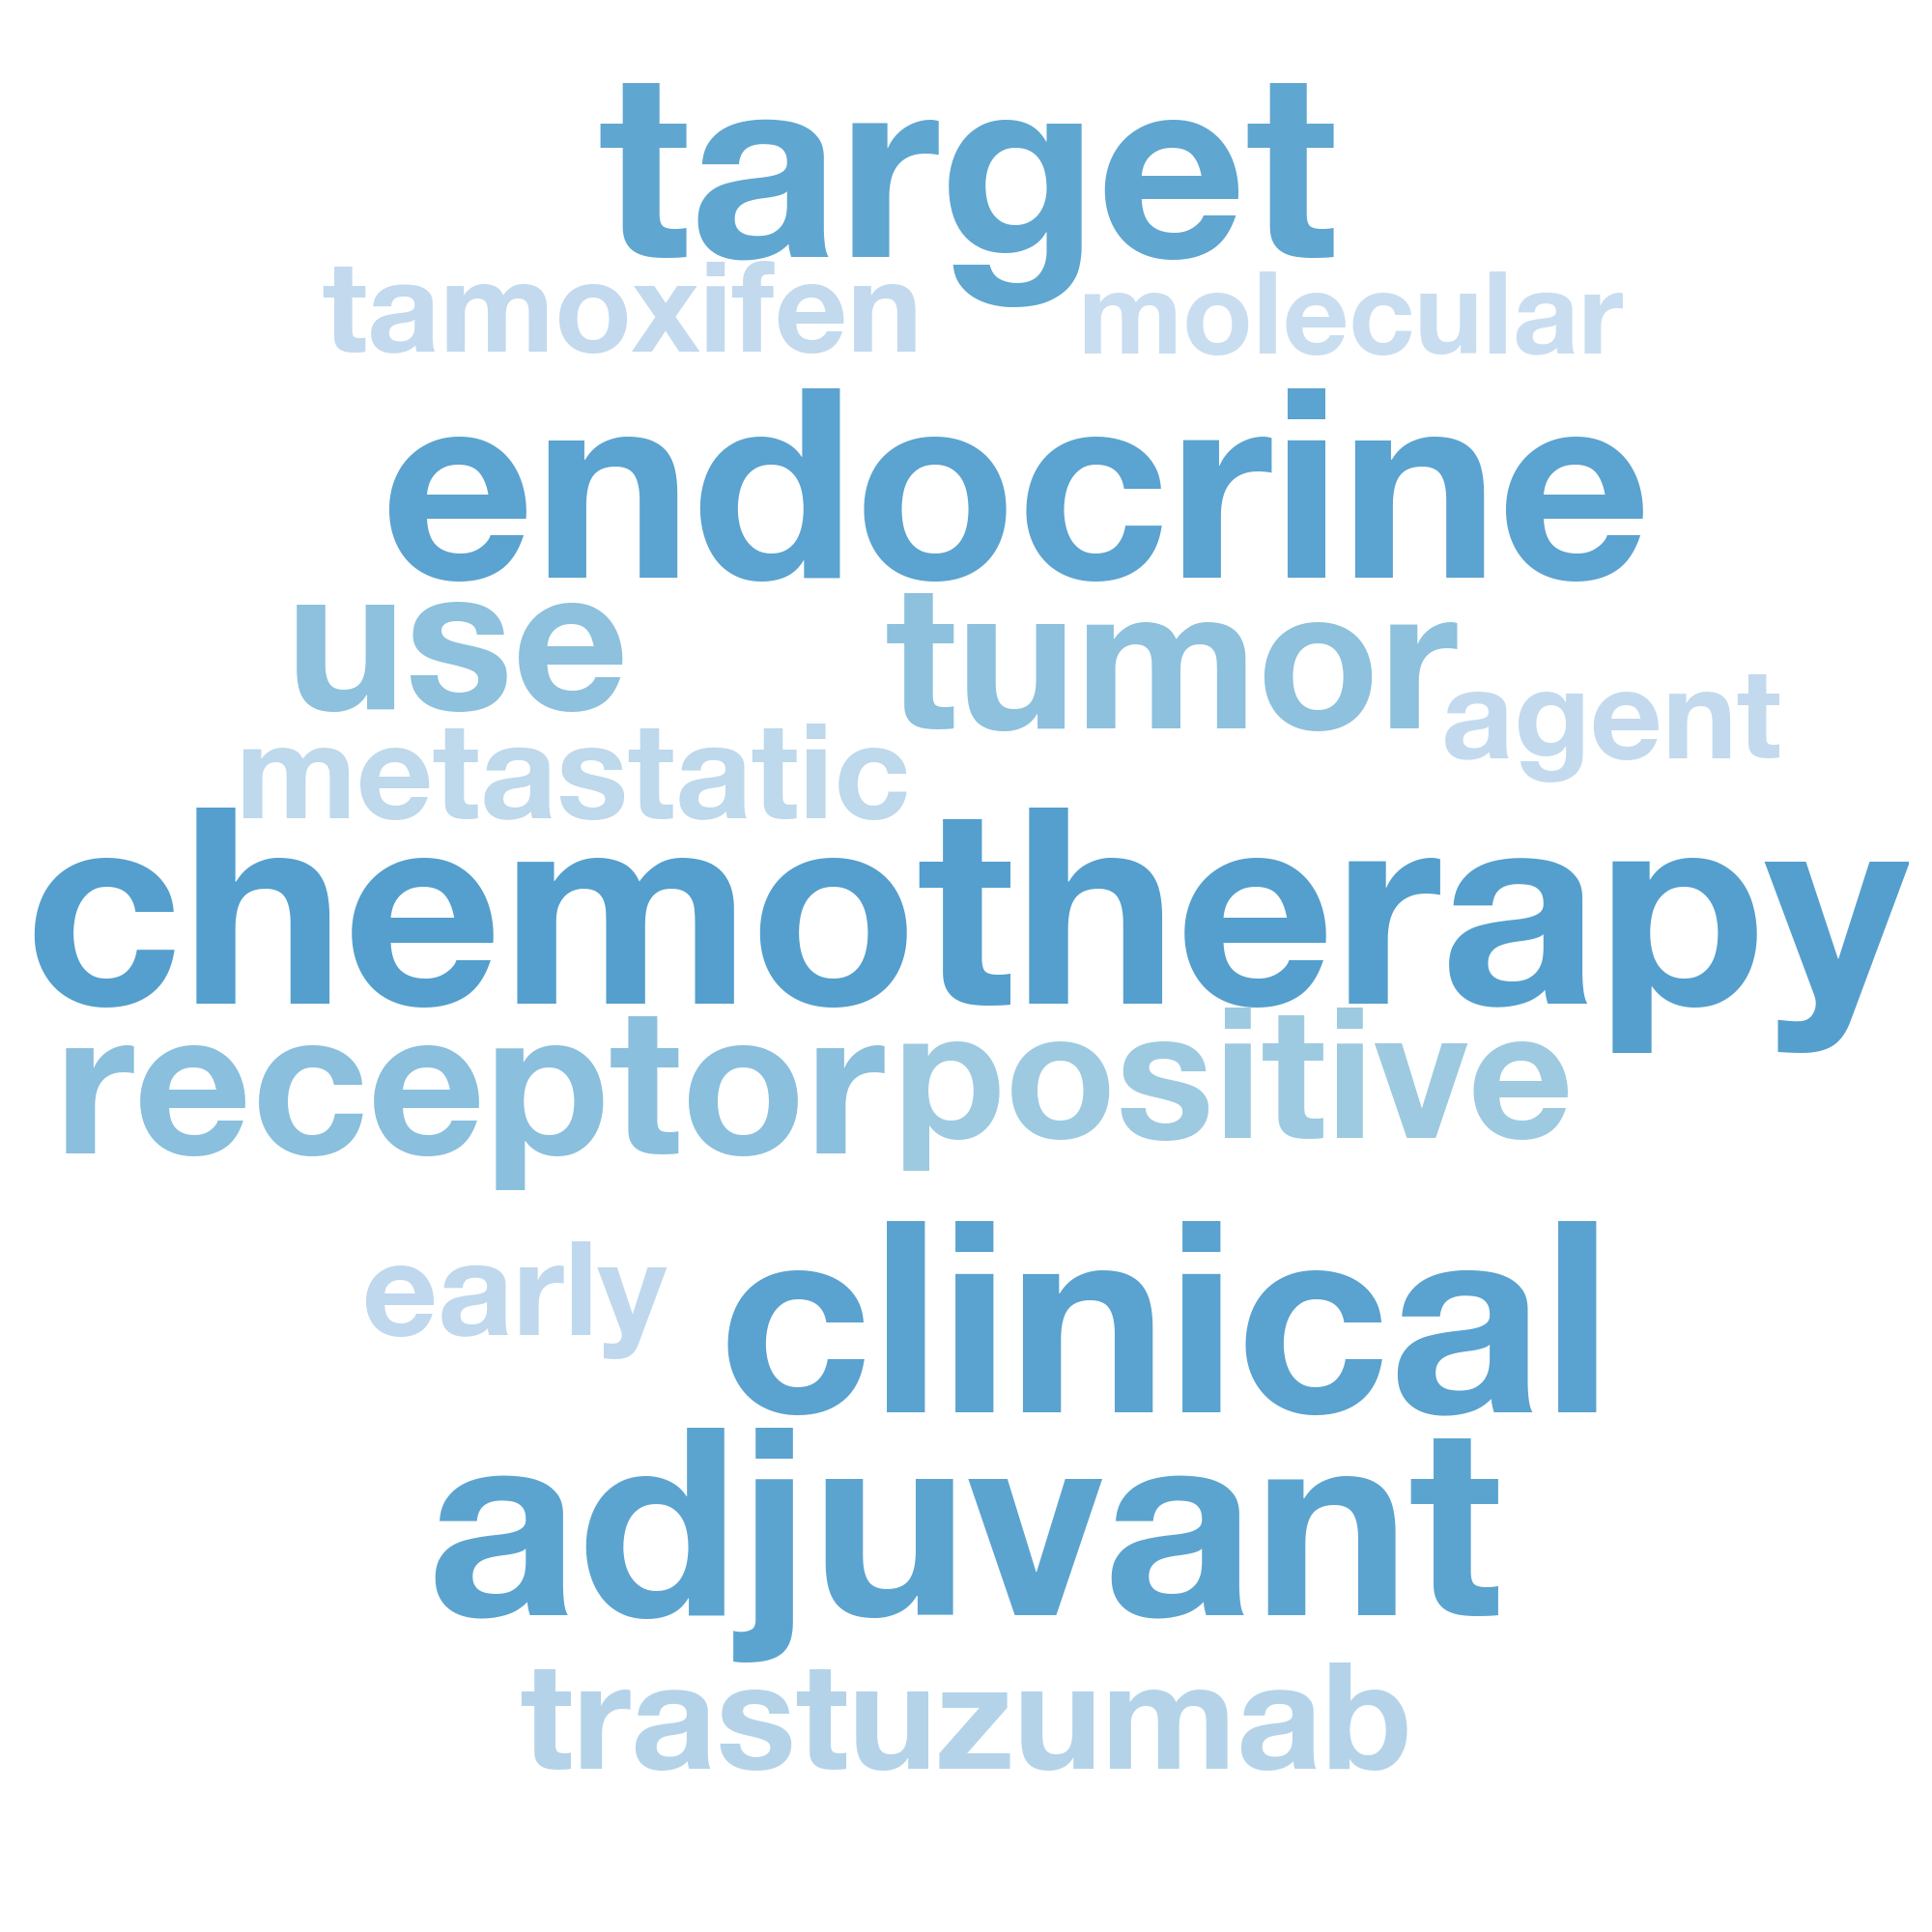 target
tamoxifen molecular
endocrine
use tumor
agent
metastatic
chemotherapy
receptor positive
early clinical
adjuvant
trastuzumab